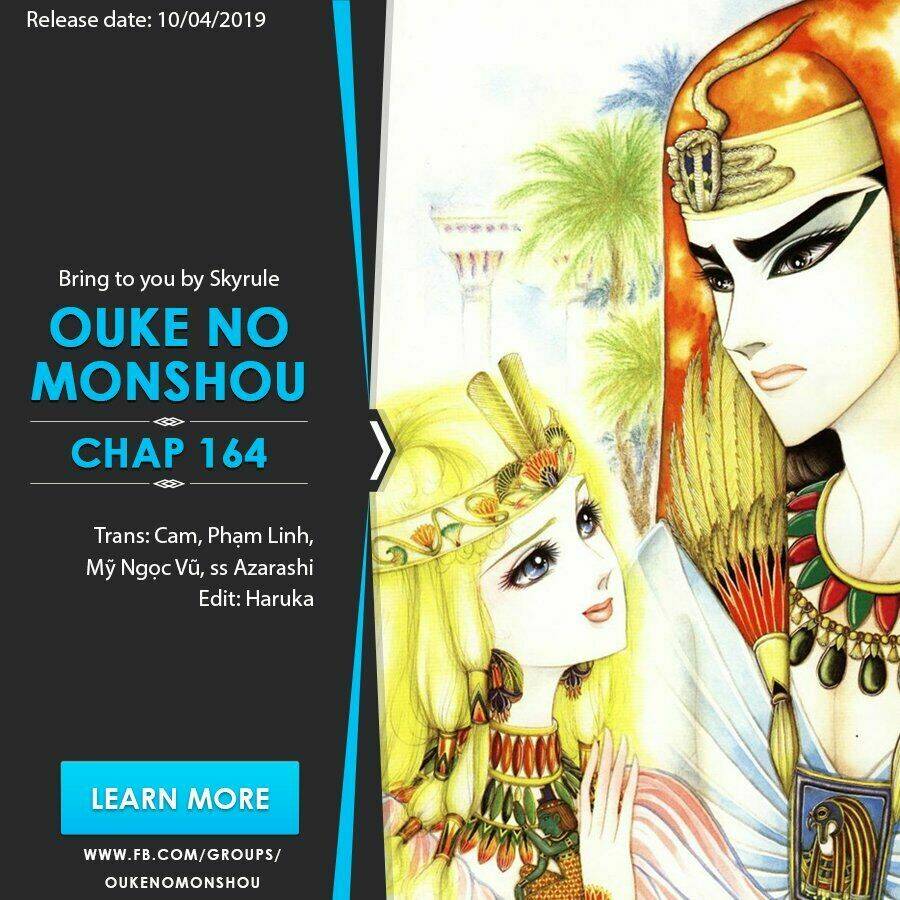 Release date: 10/04/2019
Bring to you by Skyrule
OUKE NO
MONSHOU
CHAP 164
Trans: Cam, Phạm Linh,
Mỹ Ngọc Vũ, ss Azarashi
Edit: Haruka
LEARN MORE
WWW.FB.COM/GROUPS/
OUKENOMONSHOU